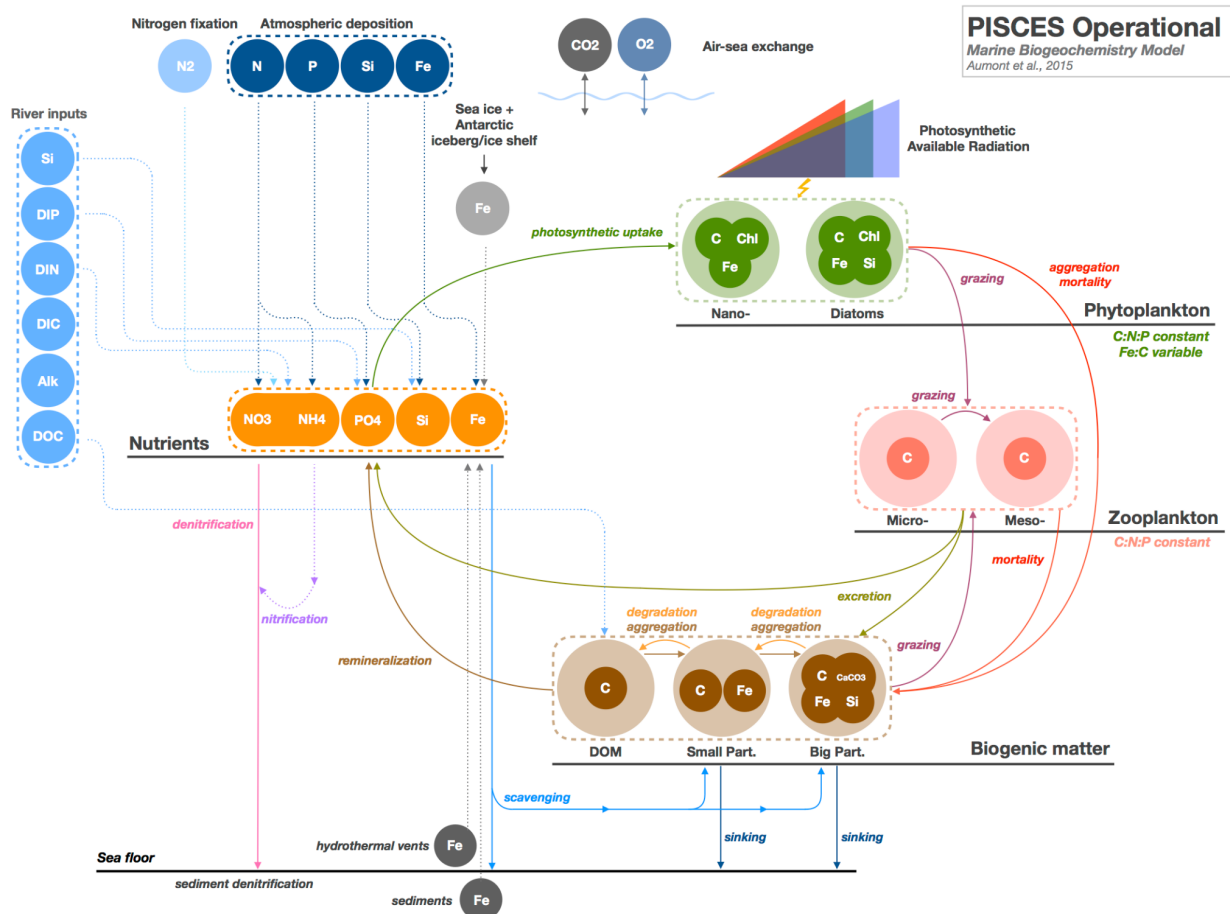 PISCES Operational
Marine Biogeochemistry Model
Aumont et al., 2015
Nitrogen fixation
Atmospheric deposition
N2
N
P
Si
Fe
CO2
O2
Air-sea exchange
River inputs
Si
DIP
DIN
DIC
Alk
DOC
Sea ice +
Antarctic
iceberg/ice shelf
Fe
Photosynthetic
Available Radiation
photosynthetic uptake
C
Chl
Fe
C
Chl
Fe
Si
Nano-
Diatoms
grazing
aggregation
mortality
Phytoplankton
C:N:P constant
Fe:C variable
NO3
NH4
PO4
Si
Fe
Nutrients
grazing
C
C
Micro-
Meso-
Zooplankton
C:N:P constant
denitrification
nitrification
mortality
excretion
degradation
aggregation
degradation
aggregation
grazing
remineralization
C
C
Fe
C
CaCO3
Fe
Si
DOM
Small Part.
Big Part.
Biogenic matter
scavenging
sinking
sinking
hydrothermal vents
Fe
Sea floor
sediment denitrification
sediments
Fe